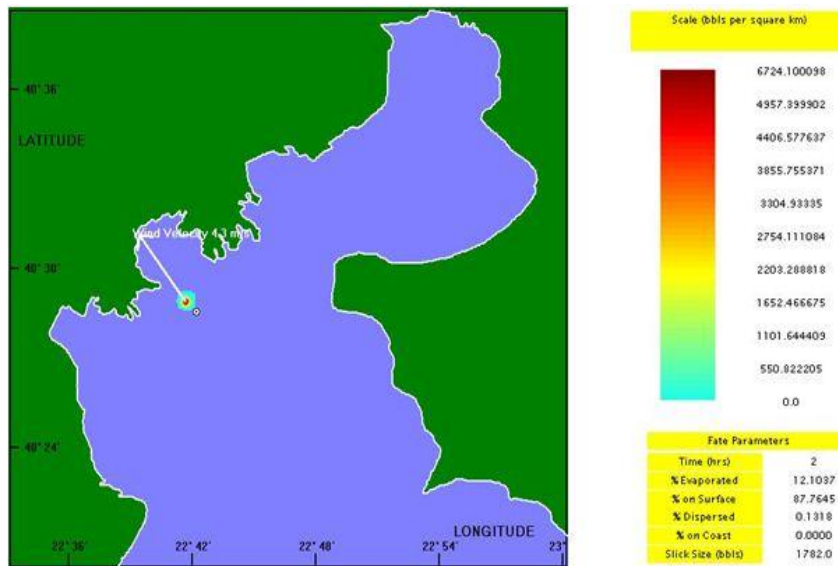 40° 36'
LATITUDE
Wind Velocity 4.3 m/s
40° 30'
40° 24'
LONGITUDE
22° 36' 22° 42' 22° 48' 22° 54' 23°
Scale (bbls per square km)
6724.100098
4957.399902
4406.577637
3855.755371
3304.93335
2754.111084
2203.288818
1652.466675
1101.644409
550.822205
0.0
Fate Parameters
Time (hrs) 2
% Evaporated 12.1037
% on Surface 87.7645
% Dispersed 0.1318
% on Coast 0.0000
Slick Size (bbls) 1782.0